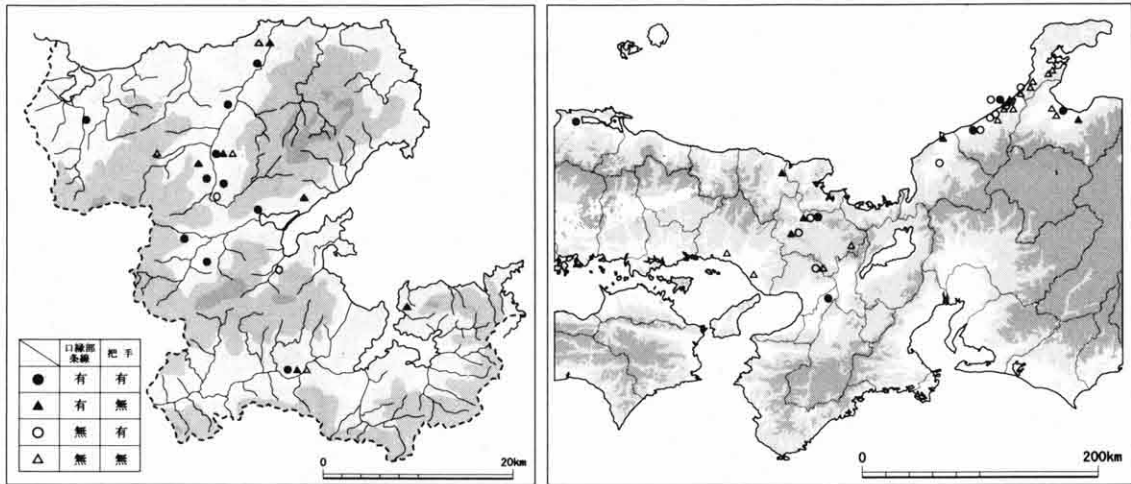 口縁部 把手
条線
● 有 有
▲ 有 無
○ 無 有
△ 無 無
0 20km
0 200km